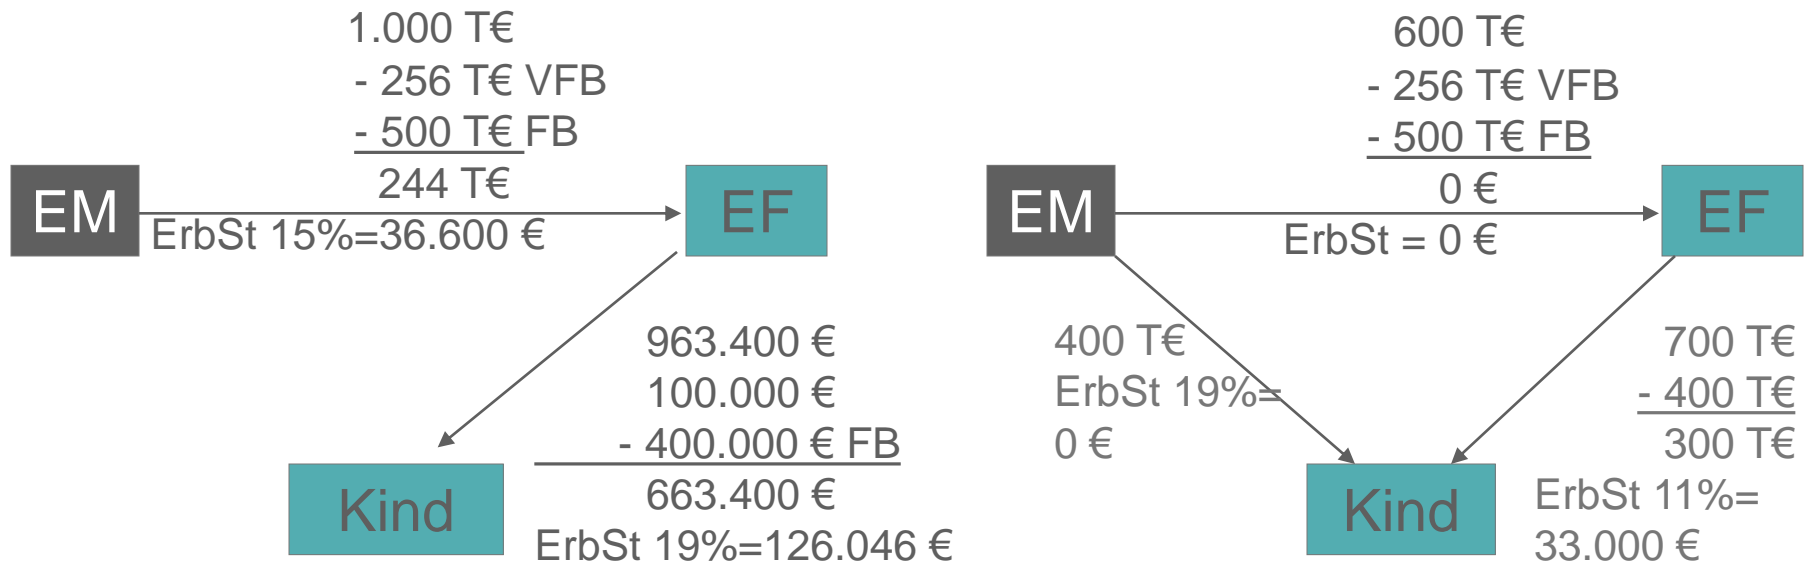 1.000 T€
- 256 T€ VFB
- 500 T€ FB
244 T€
EM
EF
ErbSt 15%=36.600 €
963.400 €
100.000 €
- 400.000 € FB
663.400 €
ErbSt 19%=126.046 €
Kind
600 T€
- 256 T€ VFB
- 500 T€ FB
0 €
EM
EF
ErbSt = 0 €
400 T€
ErbSt 19%=
0 €
700 T€
- 400 T€
300 T€
ErbSt 11%=
33.000 €
Kind